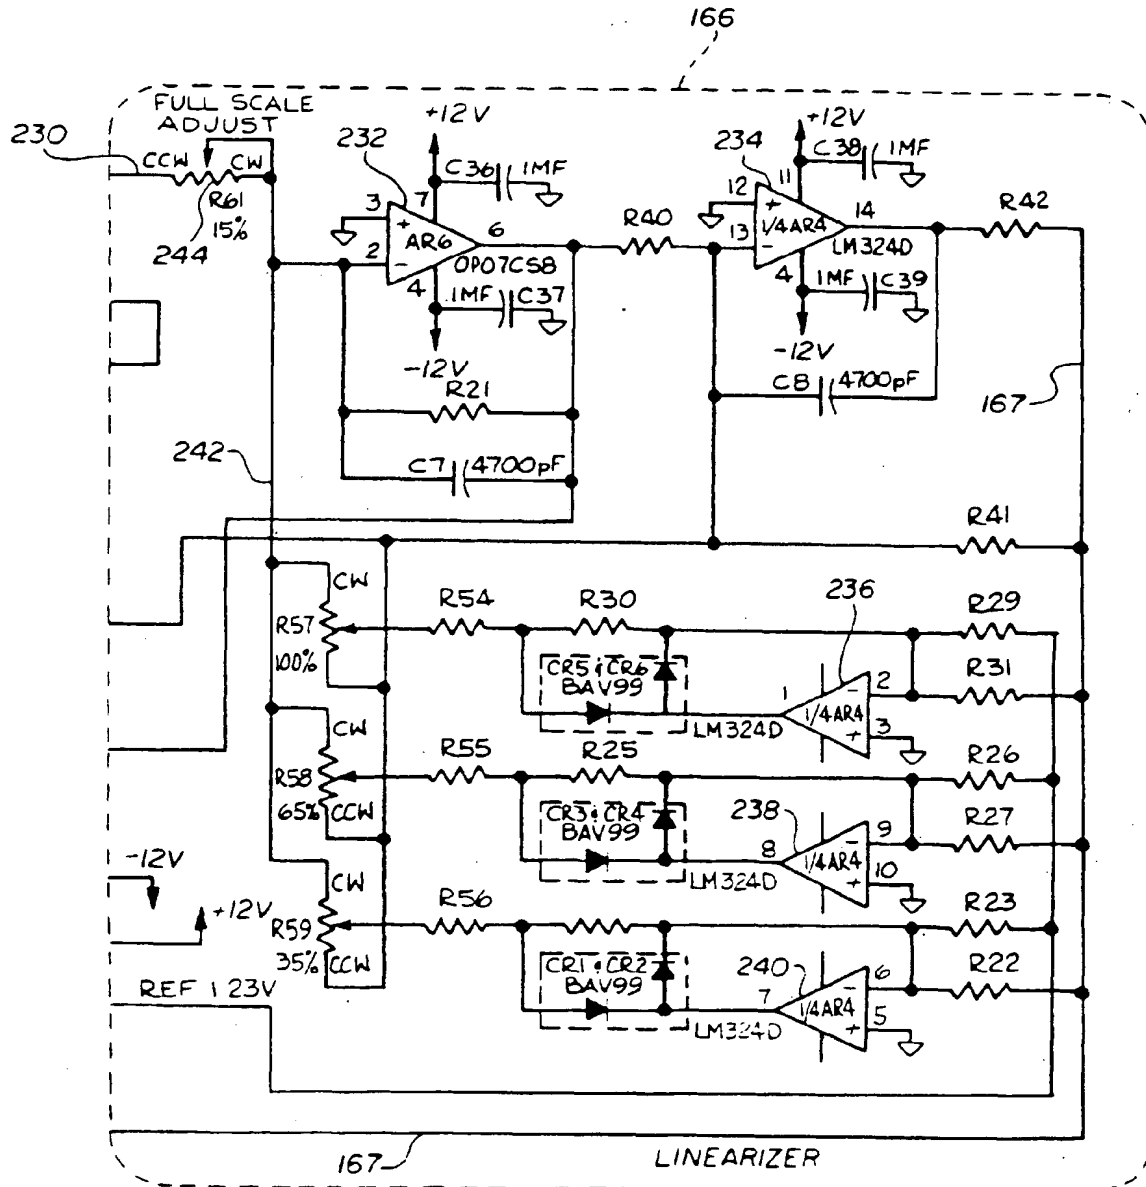 166
FULL SCALE
ADJUST
230
CCW
CW
R61
15%
244
232
+12V
C36
1MF
7
3
+
2
-
AR6
6
OP07CS8
4
1MF
C37
-12V
R21
C7
4700pF
R40
234
+12V
C38
1MF
11
12
+
13
-
1/4AR4
14
LM324D
4
1MF
C39
-12V
C8
4700pF
R42
167
242
R41
CW
R57
100%
R54
R30
CR5 & CR6
BAV99
236
1
1/4AR4
2
-
3
+
LM324D
R29
R31
CW
R58
65%
CCW
R55
R25
CR3 & CR4
BAV99
238
8
1/4AR4
9
-
10
+
LM324D
R26
R27
-12V
+12V
CW
R59
35%
CCW
R56
CR1 & CR2
BAV99
240
7
1/4AR4
6
-
5
+
LM324D
R23
R22
REF 1.23V
167
LINEARIZER